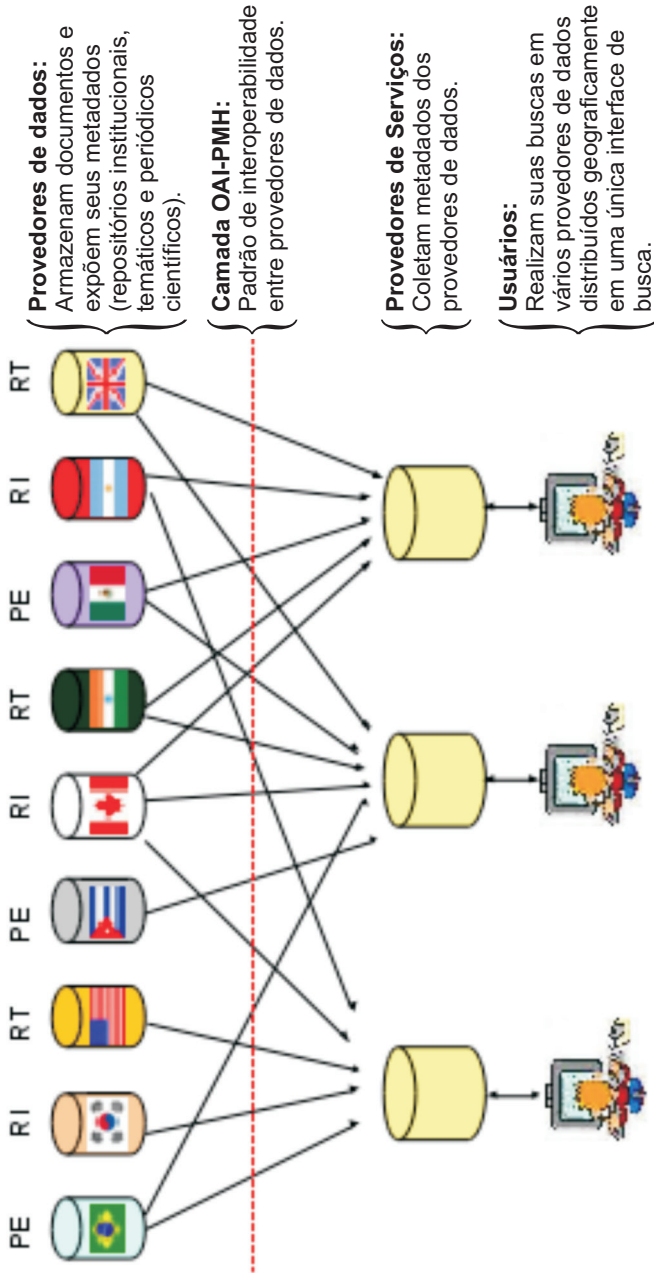 PE RI RT PE RI RT PE RI RT
Provedores de dados:
Armazenam documentos e
expõem seus metadados
(repositórios institucionais,
temáticos e periódicos
científicos).
Camada OAI-PMH:
Padrão de interoperabilidade
entre provedores de dados.
Provedores de Serviços:
Coletam metadados dos
provedores de dados.
Usuários:
Realizam suas buscas em
vários provedores de dados
distribuídos geograficamente
em uma única interface de
busca.